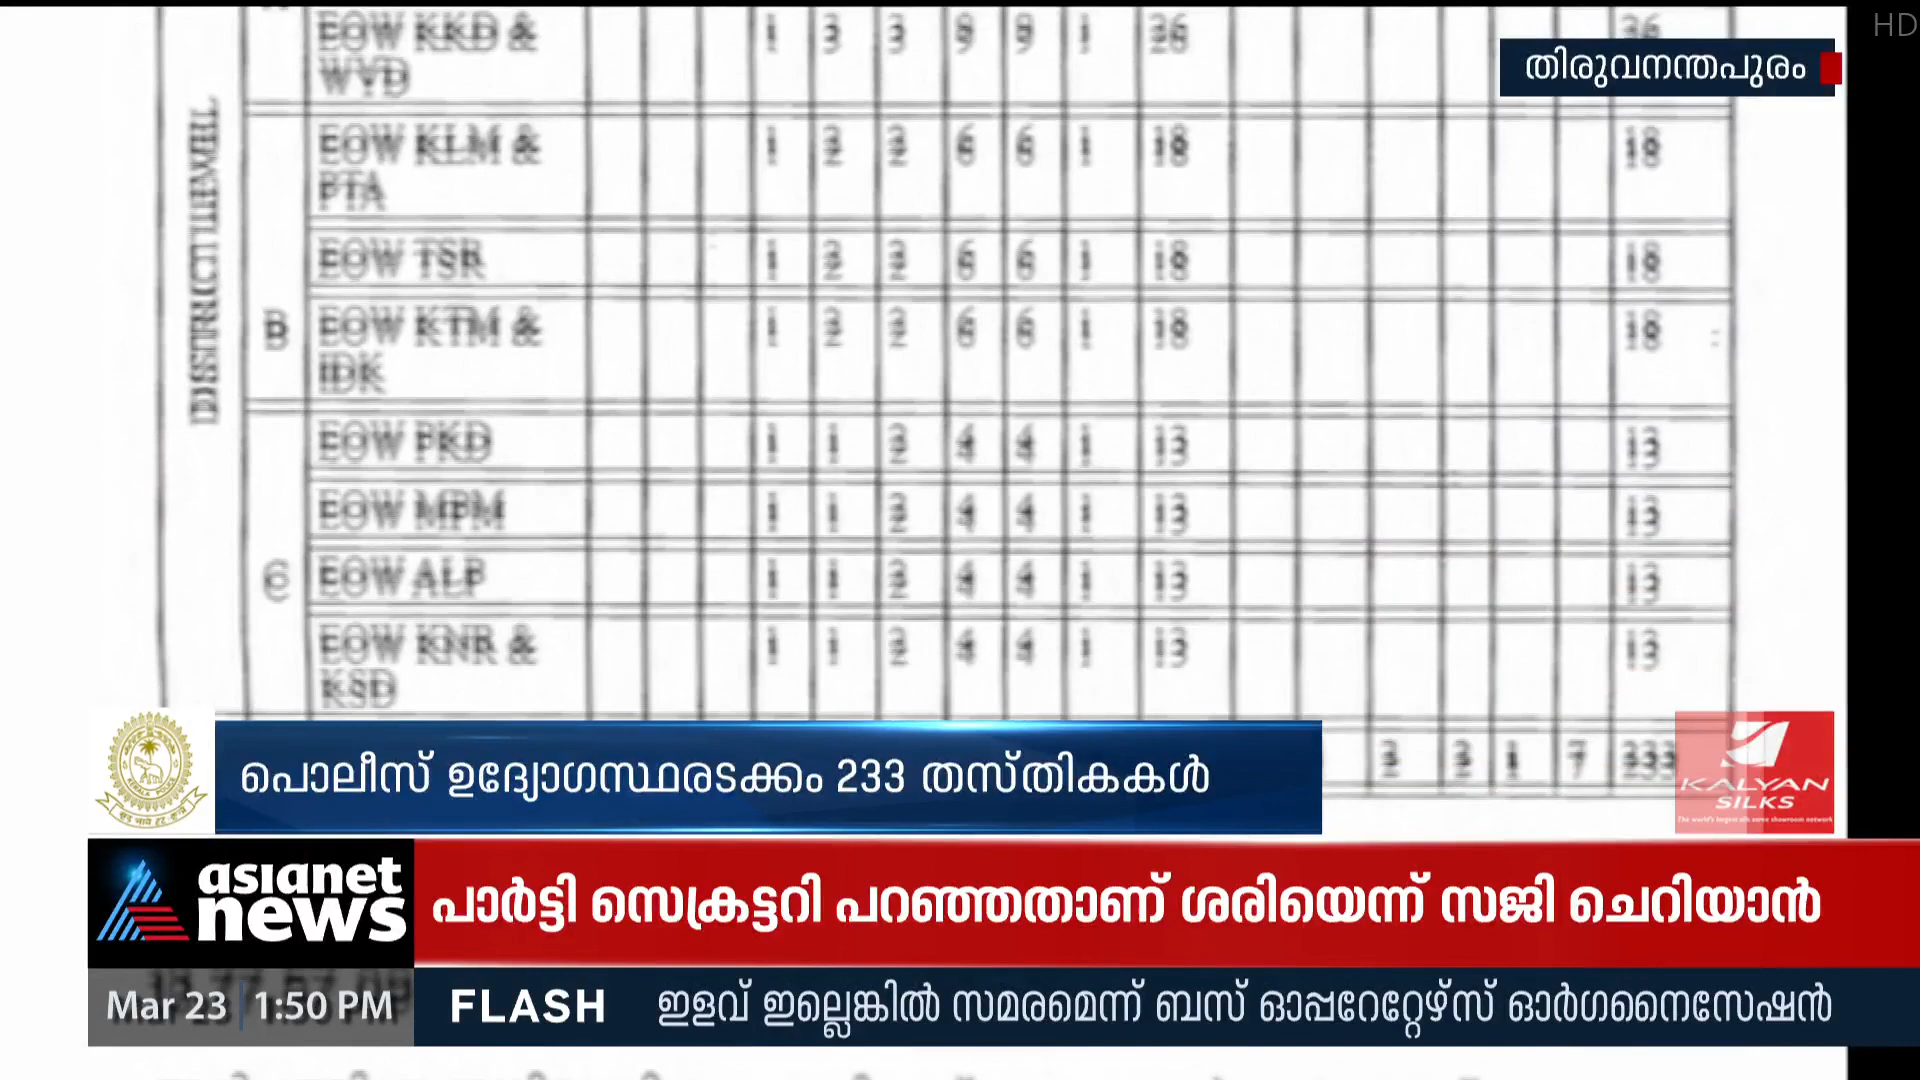 HD
തിരുവനന്തപുരം
EOW KKD & 1 3 3 9 9 1 26
WYD
DISTRICT LEVEL
EOW KLM & 1 2 2 6 6 1 18 18
PTA
EOW TSR 1 2 2 6 6 1 18 18
B EOW KTM & 1 2 2 6 6 1 18 18
IDK
EOW PKD 1 1 2 4 4 1 13 13
EOW MPM 1 1 2 4 4 1 13 13
C EOW ALP 1 1 2 4 4 1 13 13
EOW KNR & 1 1 2 4 4 1 13 13
KSD
2 2 1 7 233
പൊലീസ് ഉദ്യോഗസ്ഥരടക്കം 233 തസ്തികകൾ
KALYAN
SILKS
asianet
news
പാർട്ടി സെക്രട്ടറി പറഞ്ഞതാണ് ശരിയെന്ന് സജി ചെറിയാൻ
Mar 23 1:50 PM
FLASH ഇളവ് ഇല്ലെങ്കിൽ സമരമെന്ന് ബസ് ഓപ്പറേറ്റേഴ്സ് ഓർഗനൈസേഷൻ